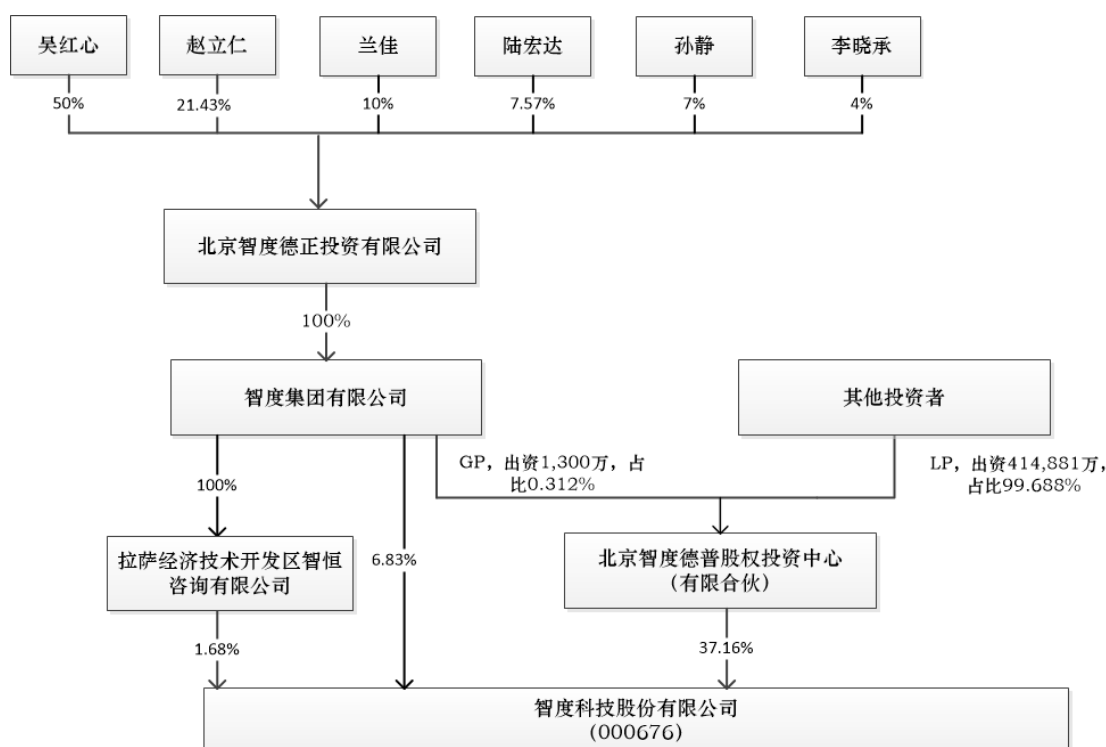 吴红心
赵立仁
兰佳
陆宏达
孙静
李晓承
50%
21.43%
10%
7.57%
7%
4%
北京智度德正投资有限公司
100%
智度集团有限公司
其他投资者
GP，出资1,300万，占
比0.312%
LP，出资414,881万，
占比99.688%
100%
6.83%
拉萨经济技术开发区智恒
咨询有限公司
北京智度德普股权投资中心
（有限合伙）
1.68%
37.16%
智度科技股份有限公司
(000676)